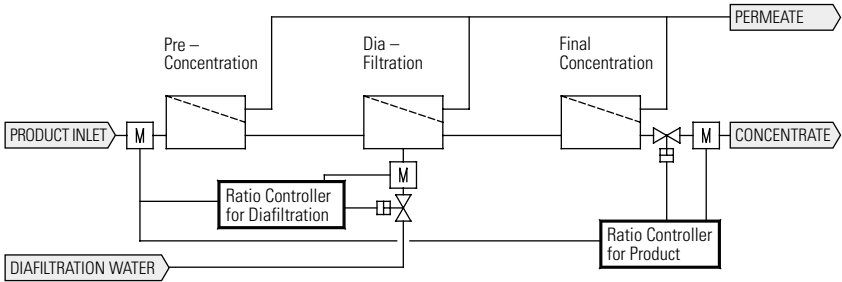 PERMEATE
Pre –
Concentration
Dia –
Filtration
Final
Concentration
PRODUCT INLET
M
M
CONCENTRATE
M
Ratio Controller
for Diafiltration
Ratio Controller
for Product
DIAFILTRATION WATER